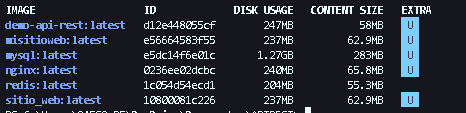 IMAGE ID DISK USAGE CONTENT SIZE EXTRA
demo-api-rest:latest d12e448055cf 247MB 58MB U
misitioweb:latest e56664583f55 237MB 62.9MB U
mysql:latest 5dc14f6e01c 1.27GB 283MB U
nginx:latest 0236ee02dcbc 240MB 65.8MB U
redis:latest 1c054d54ecd1 204MB 55.3MB
sitio_web:latest 10800081c226 237MB 62.9MB U